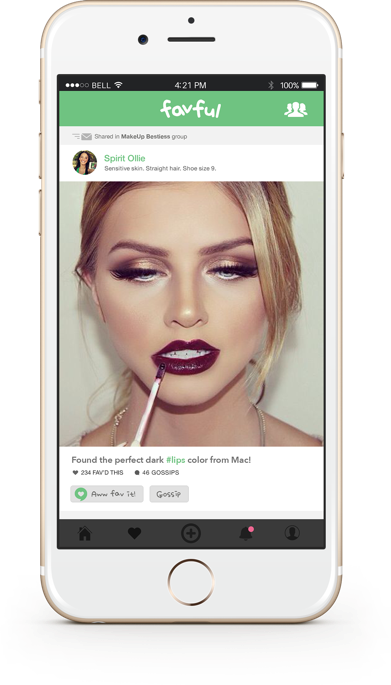 BELL 4:21 PM 100%
favful
Shared in MakeUp Besties group
Spirit Ollie
Sensitive skin. Straight hair. Shoe size 9.
Found the perfect dark #lips color from Mac!
234 FAV'D THIS 46 GOSSIPS
Aww fav it! Gossip